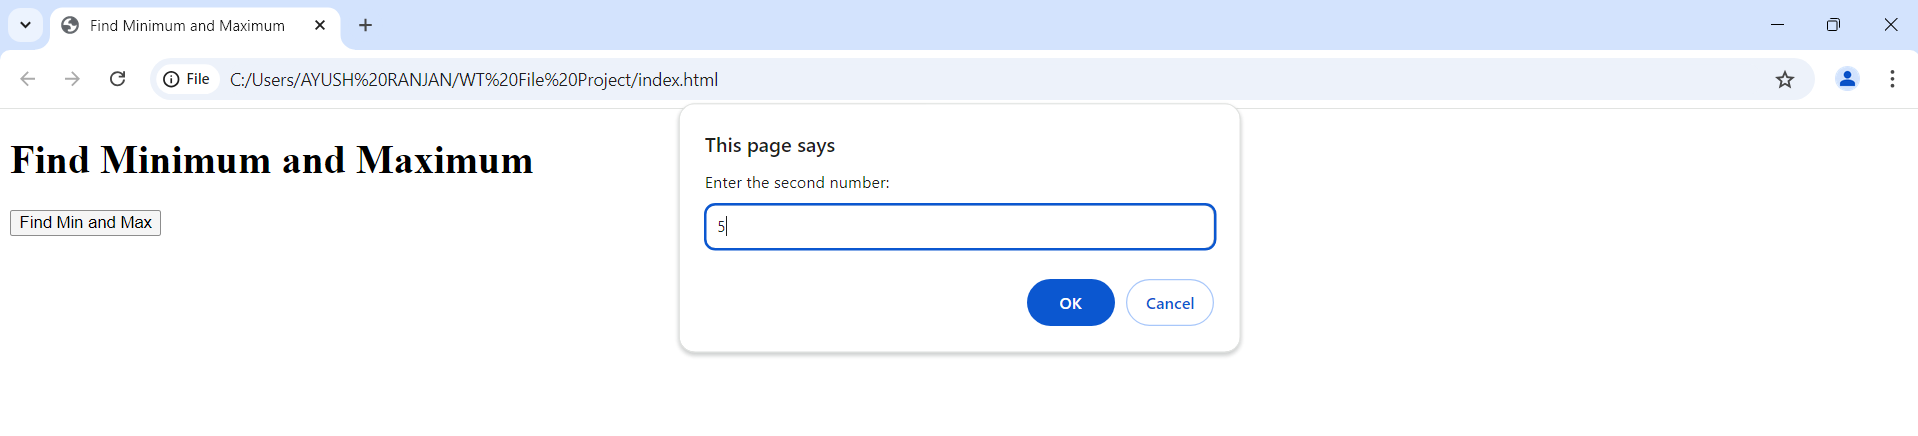 Find Minimum and Maximum
File C:/Users/AYUSH%20RANJAN/WT%20File%20Project/index.html
Find Minimum and Maximum
Find Min and Max
This page says
Enter the second number:
5
OK Cancel